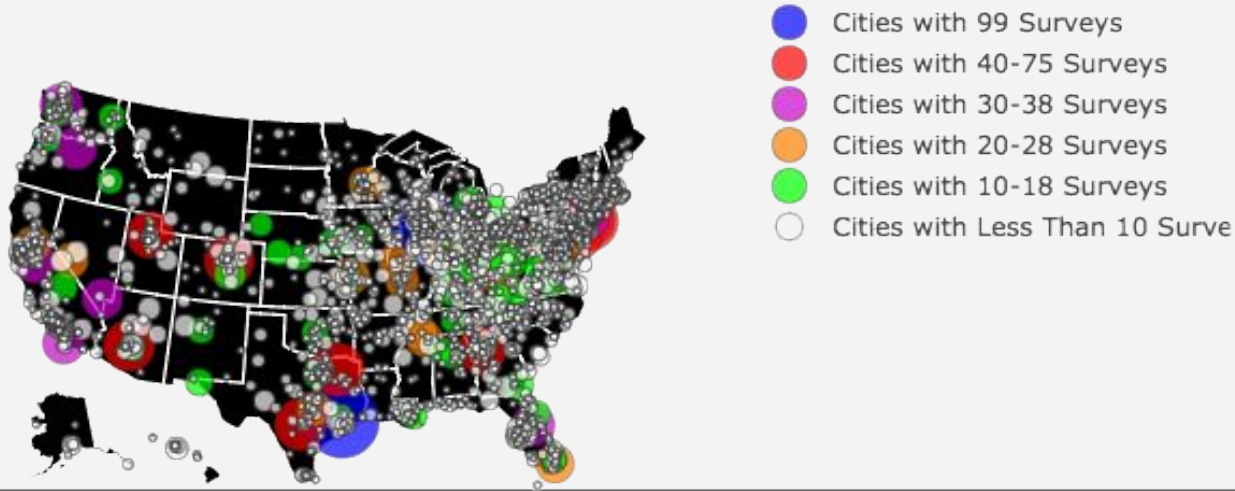 Cities with 99 Surveys
Cities with 40-75 Surveys
Cities with 30-38 Surveys
Cities with 20-28 Surveys
Cities with 10-18 Surveys
Cities with Less Than 10 Surve